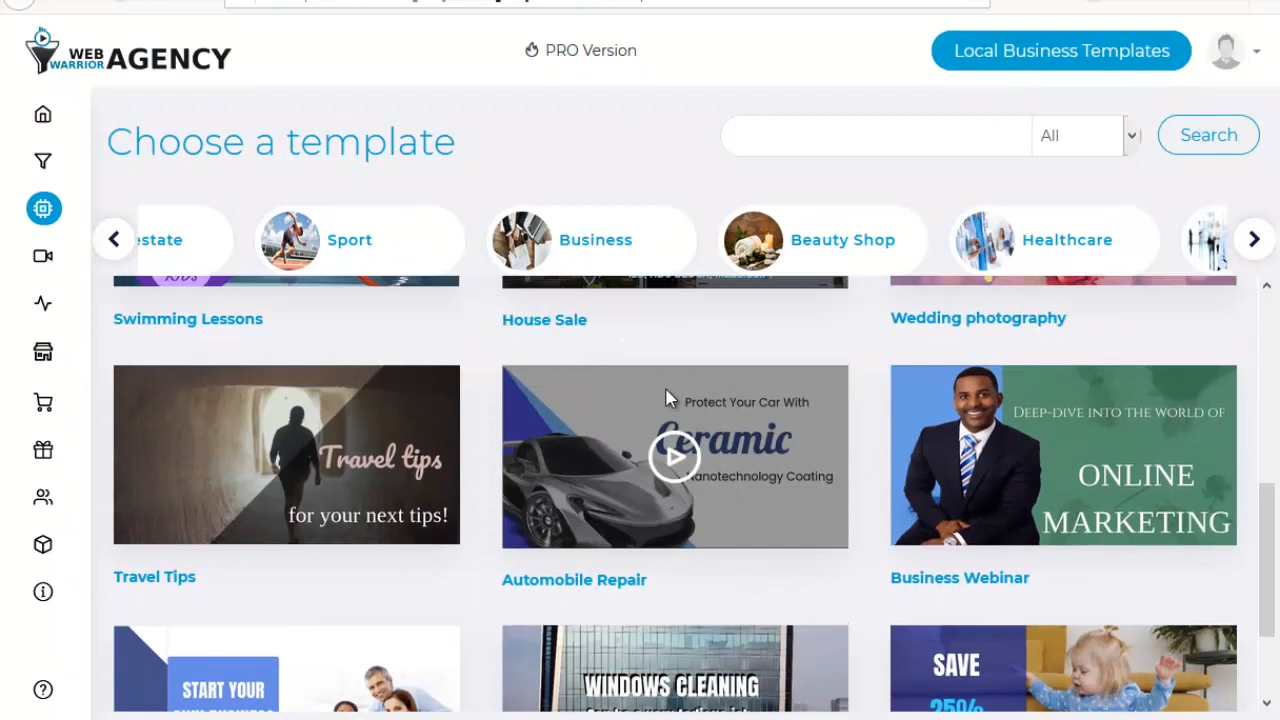 WEB
WARRIOR AGENCY
PRO Version
Local Business Templates
Choose a template
All
Search
estate
Sport
Business
Beauty Shop
Healthcare
KIDS
Swimming Lessons
House Sale
Wedding photography
Travel tips
for your next tips!
Protect Your Car With
Ceramic
Nanotechnology Coating
DEEP-DIVE INTO THE WORLD OF
ONLINE
MARKETING
Travel Tips
Automobile Repair
Business Webinar
START YOUR
WINDOWS CLEANING
SAVE
25%